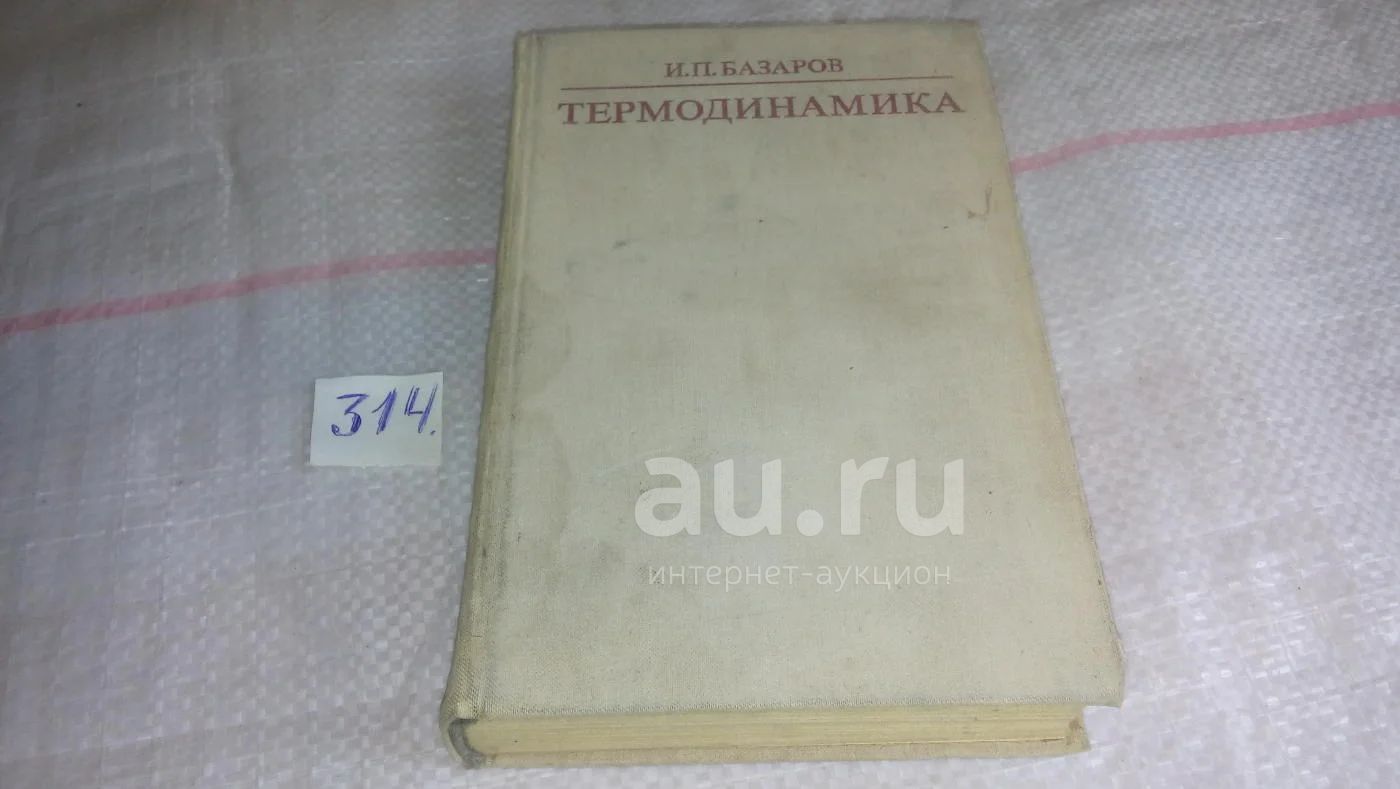 И.П. БАЗАРОВ
ТЕРМОДИНАМИКА
314.
au.ru
интернет-аукцион